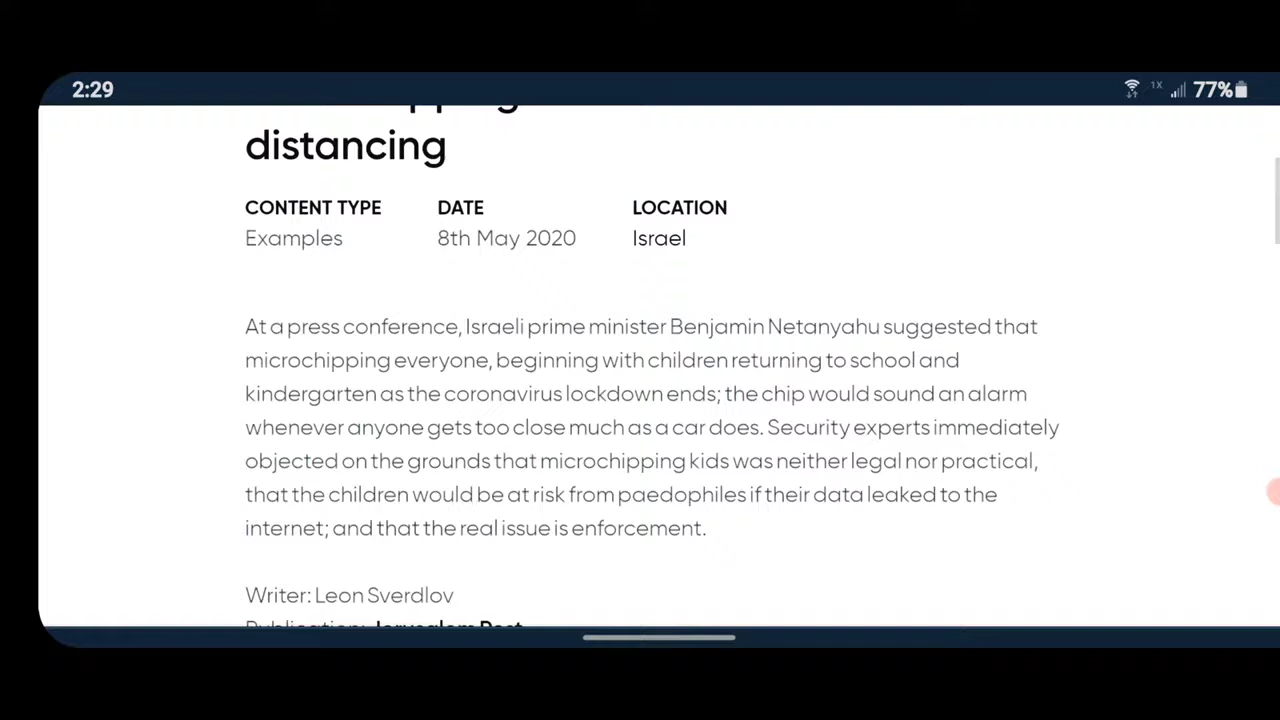 2:29
1X
77%
distancing
CONTENT TYPE
DATE
LOCATION
Examples
8th May 2020
Israel
At a press conference, Israeli prime minister Benjamin Netanyahu suggested that
microchipping everyone, beginning with children returning to school and
kindergarten as the coronavirus lockdown ends; the chip would sound an alarm
whenever anyone gets too close much as a car does. Security experts immediately
objected on the grounds that microchipping kids was neither legal nor practical,
that the children would be at risk from paedophiles if their data leaked to the
internet; and that the real issue is enforcement.
Writer: Leon Sverdlov
Publication: Jerusalem Post